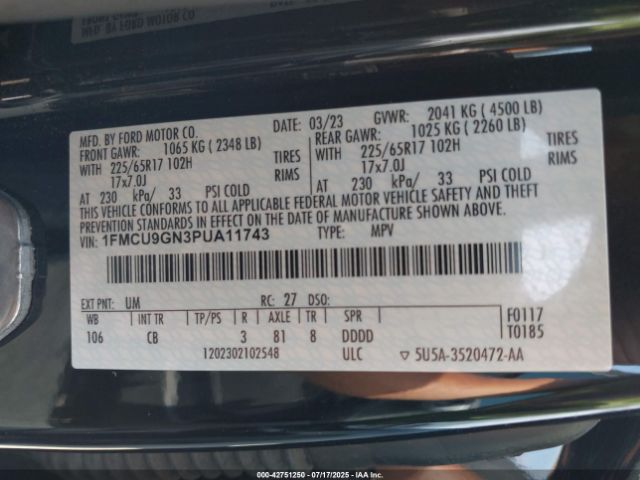 MFD. BY FORD MOTOR CO.
DATE: 03/23 GVWR: 2041 KG ( 4500 LB)
FRONT GAWR: 1065 KG ( 2348 LB) REAR GAWR: 1025 KG ( 2260 LB)
WITH 225/65R17 102H TIRES WITH 225/65R17 102H TIRES
17x7.0J RIMS 17x7.0J RIMS
AT 230 kPa/ 33 PSI COLD AT 230 kPa/ 33 PSI COLD
THIS VEHICLE CONFORMS TO ALL APPLICABLE FEDERAL MOTOR VEHICLE SAFETY AND THEFT
PREVENTION STANDARDS IN EFFECT ON THE DATE OF MANUFACTURE SHOWN ABOVE.
VIN: 1FMCU9GN3PUA11743 TYPE: MPV
EXT PNT: UM RC: 27 DSO:
WB INT TR TP/PS R AXLE TR SPR F0117
106 CB 3 81 8 DDDD T0185
1202302102548 ULC ▽ 5U5A-3520472-AA
00-42751250 | 07/17/2025 | IAAI.COM